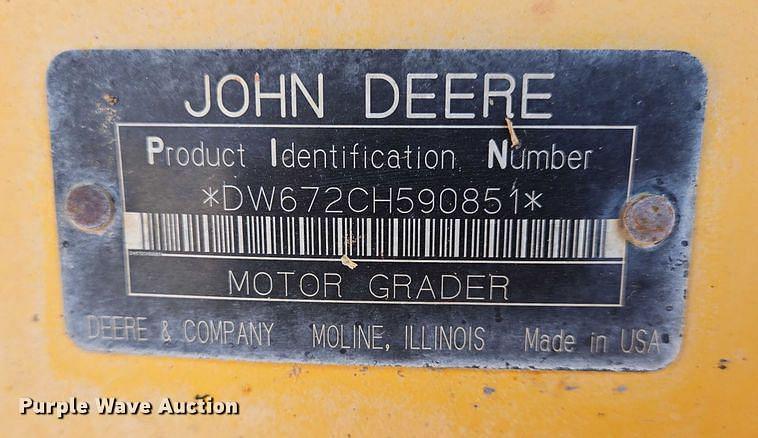 JOHN DEERE
Product Identification Number
*DW672CH590851*
MOTOR GRADER
DEERE & COMPANY MOLINE, ILLINOIS Made in USA
Purple Wave Auction